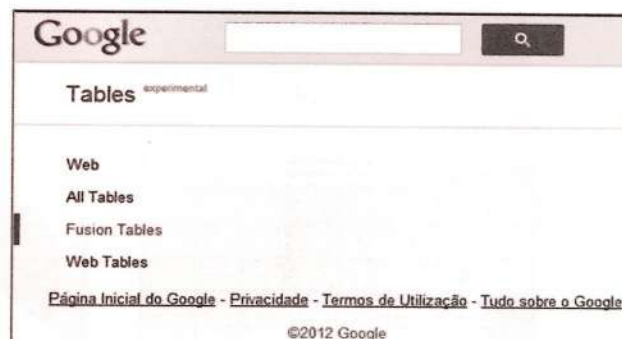 Google
Tables experimental
Web
All Tables
Fusion Tables
Web Tables
Página Inicial do Google - Privacidade - Termos de Utilização - Tudo sobre o Google
©2012 Google